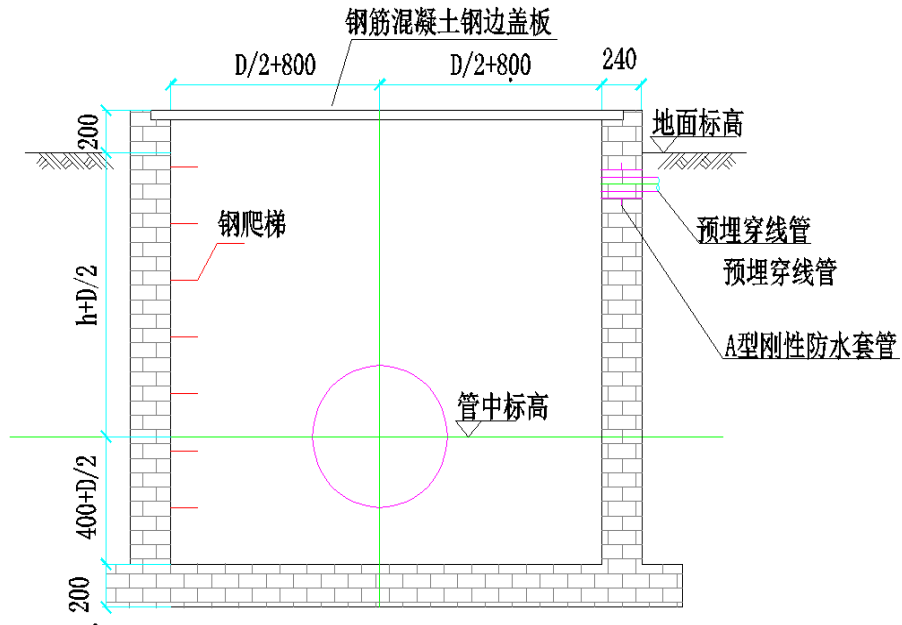 钢筋混凝土钢边盖板
D/2+800
D/2+800
240
200
地面标高
钢爬梯
预埋穿线管
预埋穿线管
h+D/2
A型刚性防水套管
管中标高
400+D/2
200